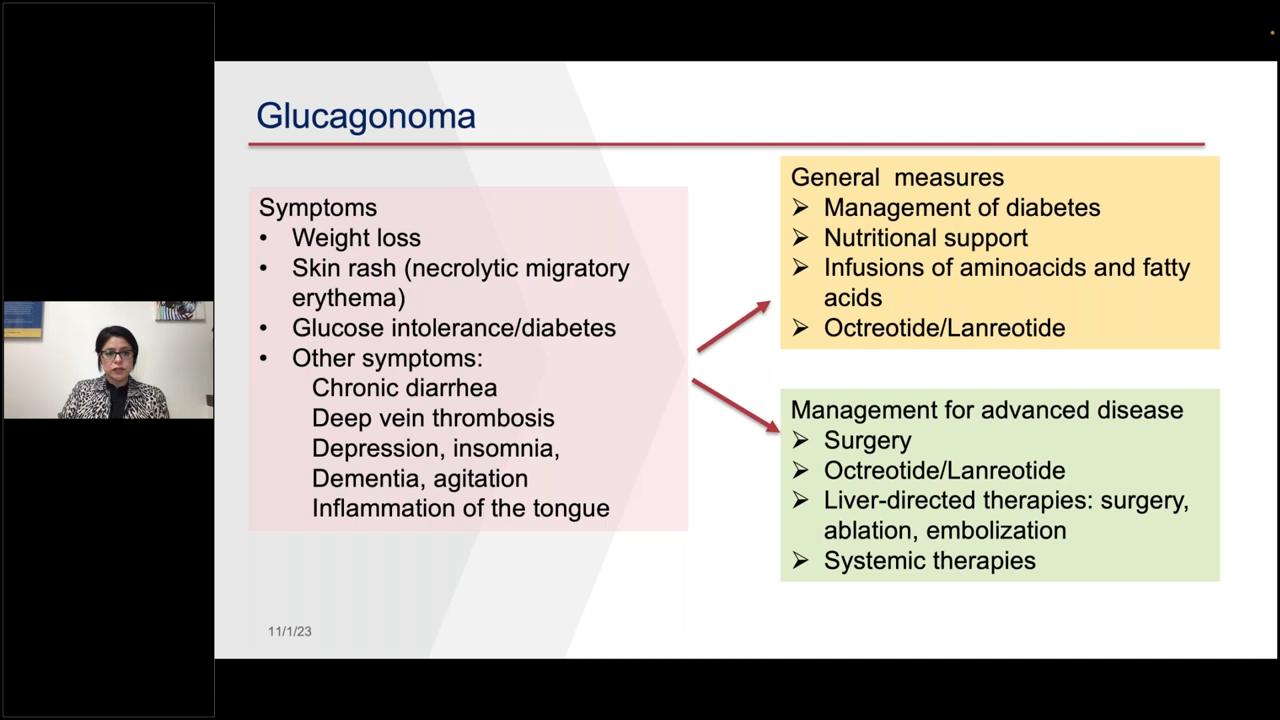 Glucagonoma
Symptoms
• Weight loss
• Skin rash (necrolytic migratory
erythema)
• Glucose intolerance/diabetes
• Other symptoms:
Chronic diarrhea
Deep vein thrombosis
Depression, insomnia,
Dementia, agitation
Inflammation of the tongue
General measures
➢ Management of diabetes
➢ Nutritional support
➢ Infusions of aminoacids and fatty
acids
➢ Octreotide/Lanreotide
Management for advanced disease
➢ Surgery
➢ Octreotide/Lanreotide
➢ Liver-directed therapies: surgery,
ablation, embolization
➢ Systemic therapies
11/1/23